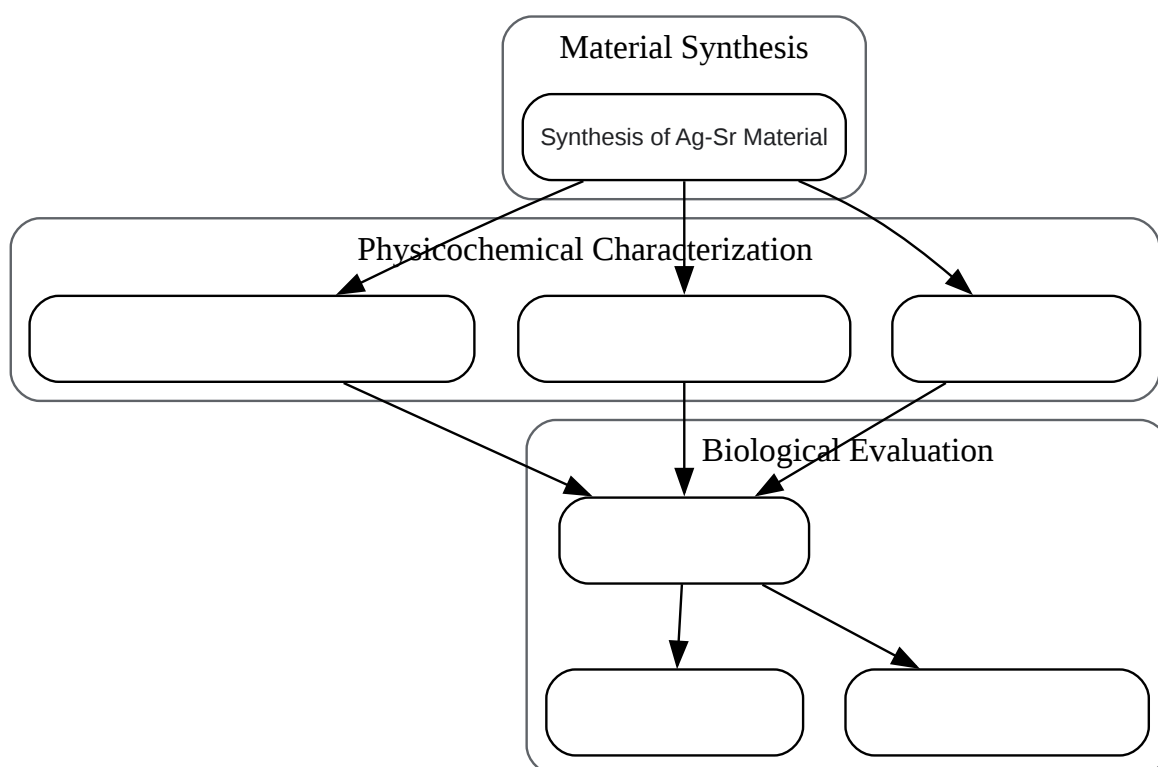 Material Synthesis
Synthesis of Ag-Sr Material
Physicochemical Characterization
Biological Evaluation